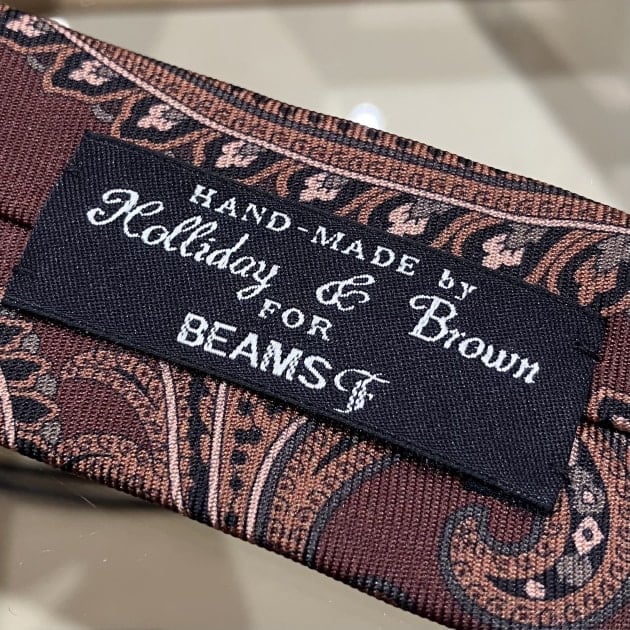 HAND-MADE by
Holliday & Brown
FOR
BEAMS F